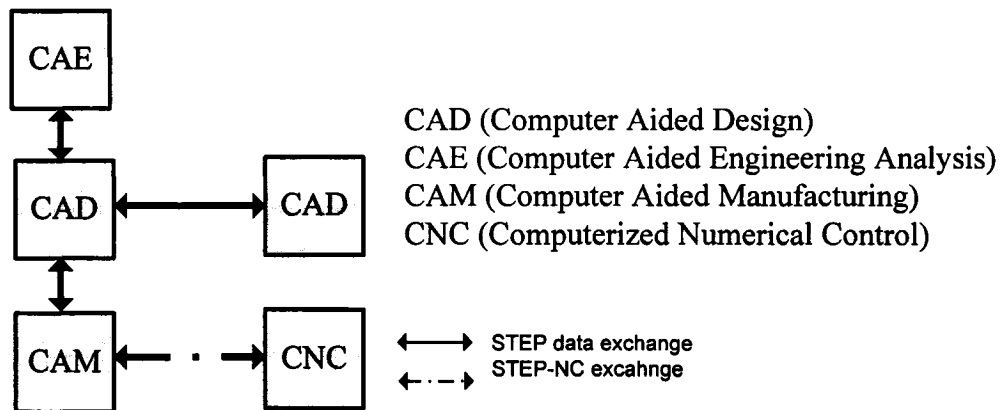 CAE
CAD (Computer Aided Design)
CAE (Computer Aided Engineering Analysis)
CAD
CAD
CAM (Computer Aided Manufacturing)
CNC (Computerized Numerical Control)
CAM
CNC
STEP data exchange
STEP-NC excahnge